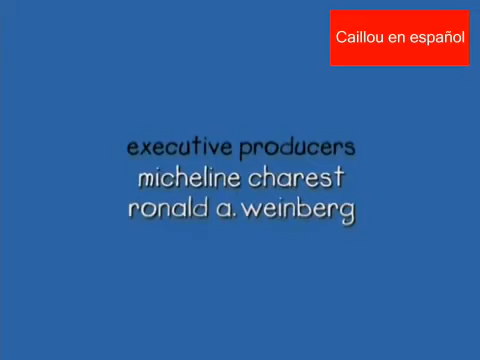 Caillou en español
executive producers
micheline charest
ronald a. weinberg